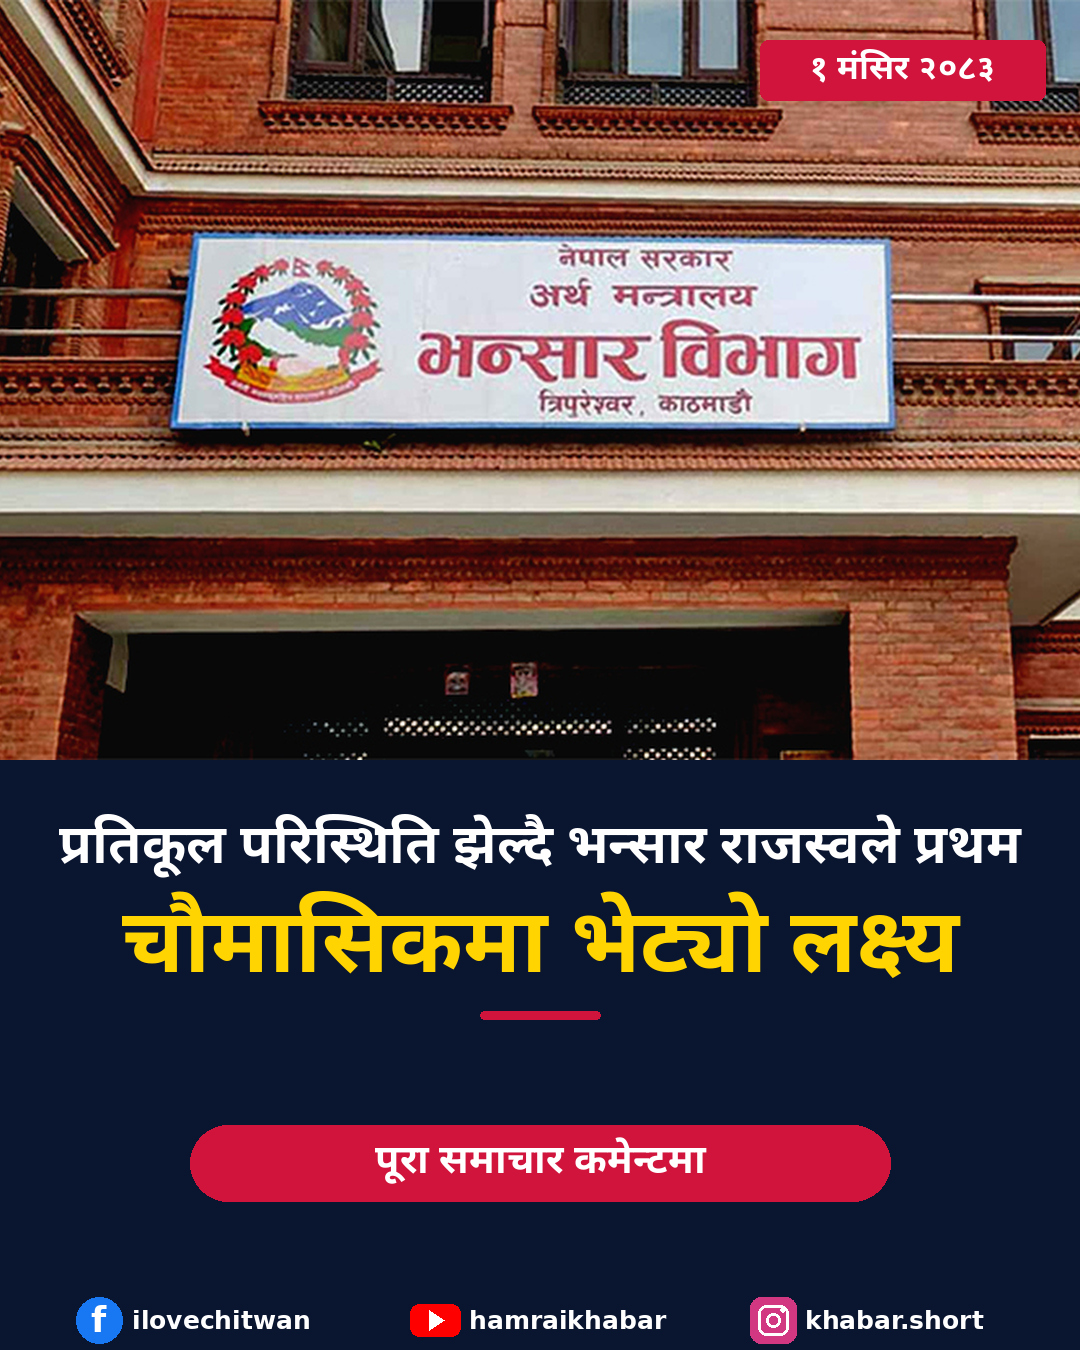 १ मंसिर २०८३
नेपाल सरकार
अर्थ मन्त्रालय
भन्सार विभाग
त्रिपुरेश्वर, काठमाडौ
प्रतिकूल परिस्थिति झेल्दै भन्सार राजस्वले प्रथम
चौमासिकमा भेट्यो लक्ष्य
पूरा समाचार कमेन्टमा
ilovechitwan
hamraikhabar
khabar.short